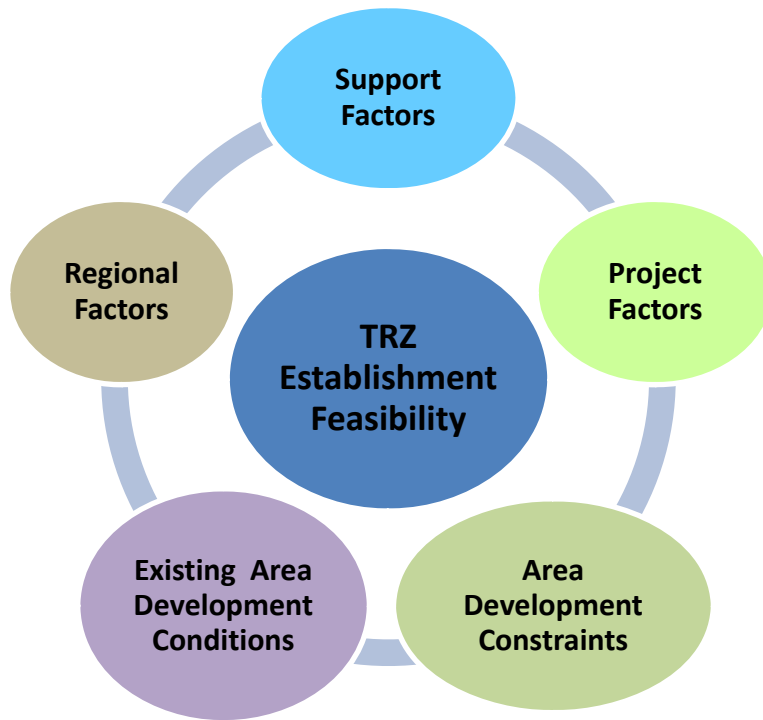 Support
Factors
Regional
Factors
Project
Factors
TRZ
Establishment
Feasibility
Existing  Area
Development
Conditions
Area
Development
Constraints